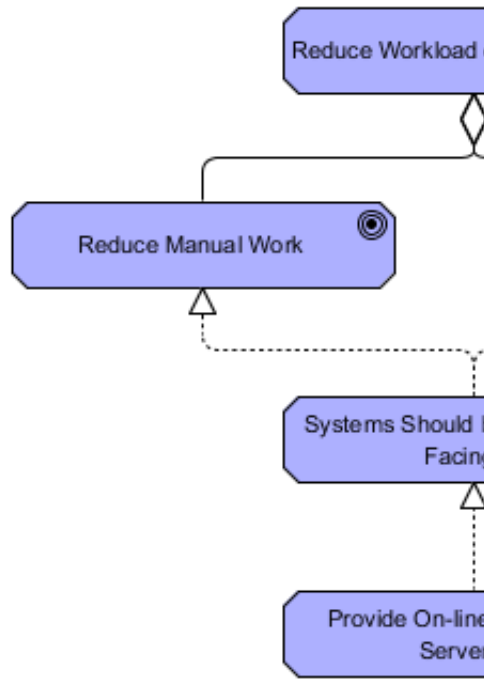 Reduce Workload
Reduce Manual Work
Systems Should
Facing
Provide On-line
Server